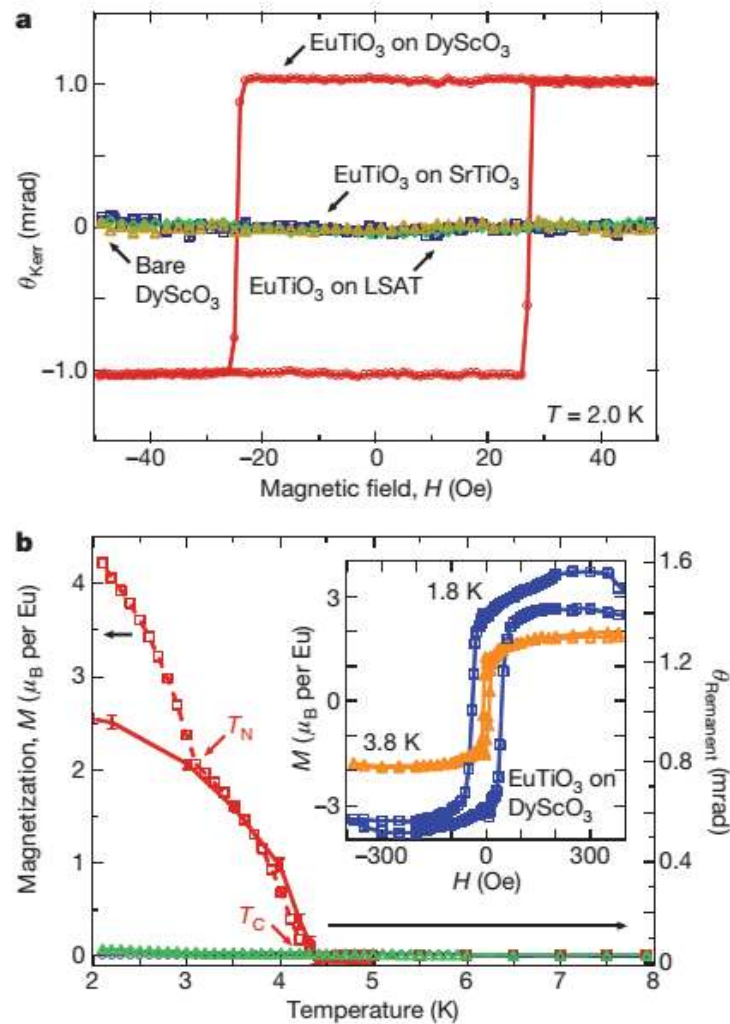 a
EuTiO₃ on DyScO₃
1.0
EuTiO₃ on SrTiO₃
0
θKerr (mrad)
Bare
DyScO₃
EuTiO₃ on LSAT
−1.0
T = 2.0 K
−40 −20 0 20 40
Magnetic field, H (Oe)
b
4
3
2
1
0
Magnetization, M (μB per Eu)
TN
TC
1.6
1.2
0.8
0.4
0
θRemanent (mrad)
3
0
−3
M (μB per Eu)
1.8 K
3.8 K
EuTiO₃ on
DyScO₃
−300 0 300
H (Oe)
2 3 4 5 6 7 8
Temperature (K)